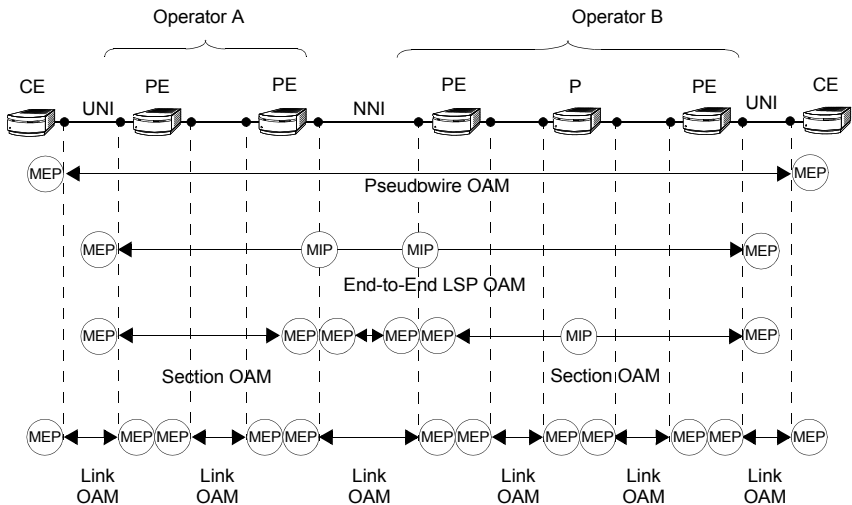 Operator A
Operator B
CE
UNI
PE
PE
NNI
PE
P
PE
UNI
CE
MEP
MEP
Pseudowire OAM
MEP
MIP
MIP
MEP
End-to-End LSP OAM
MEP
MEP
MEP
MEP
MEP
MIP
MEP
Section OAM
Section OAM
MEP
MEP
MEP
MEP
MEP
MEP
MEP
MEP
MEP
MEP
MEP
MEP
Link
OAM
Link
OAM
Link
OAM
Link
OAM
Link
OAM
Link
OAM